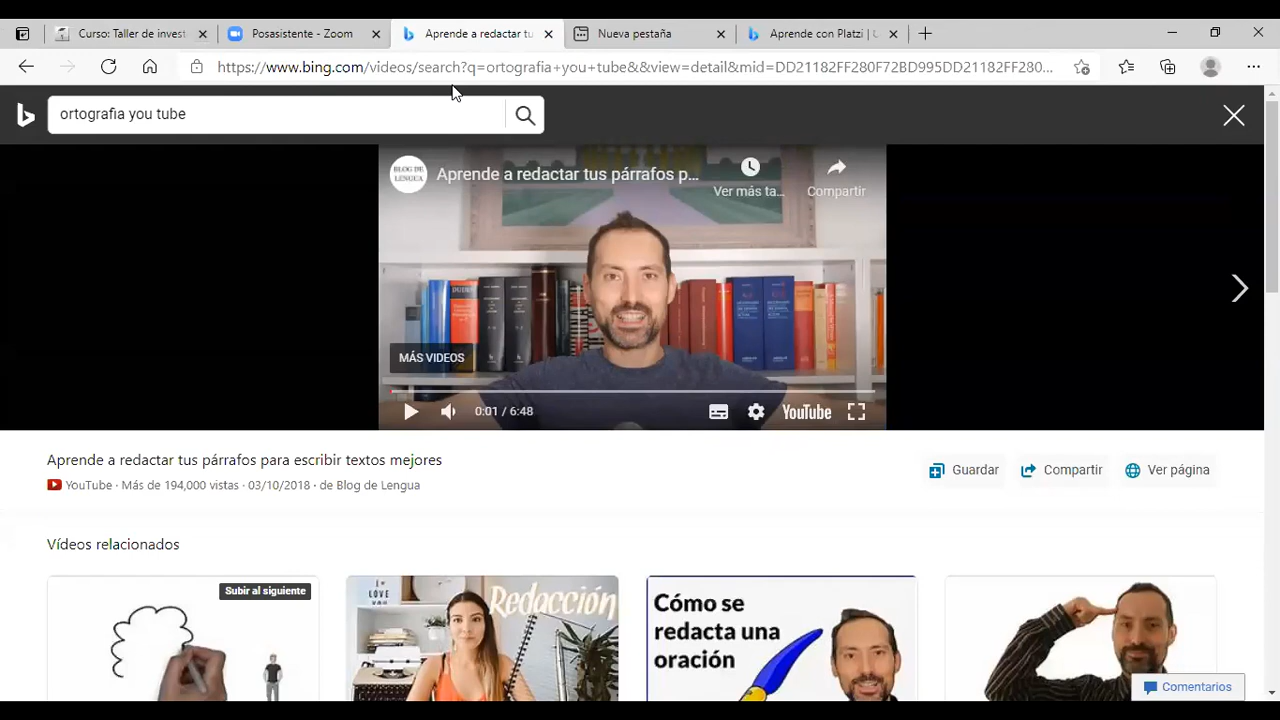 Curso: Taller de invest
Posasistente - Zoom
Aprende a redactar tu
Nueva pestaña
Aprende con Platzi | C
https://www.bing.com/videos/search?q=ortografia+you+tube&&view=detail&mid=DD21182FF280F72BD995DD21182FF280...
ortografia you tube
BLOG DE LENGUA
Aprende a redactar tus párrafos p...
Ver más ta...
Compartir
MÁS VIDEOS
0:01 / 6:48
YouTube
Aprende a redactar tus párrafos para escribir textos mejores
YouTube · Más de 194,000 vistas · 03/10/2018 · de Blog de Lengua
Guardar
Compartir
Ver página
Vídeos relacionados
Subir al siguiente
I
LOVE
Redacción
Cómo se
redacta una
oración
Comentarios